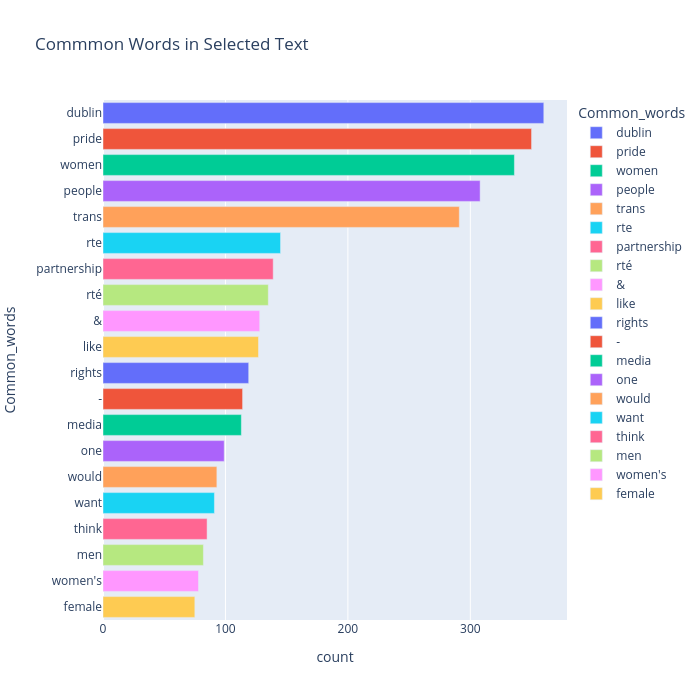 Commmon Words in Selected Text
Common_words
dublin
pride
women
people
trans
rte
partnership
rté
&
like
rights
-
media
one
would
want
think
men
women's
female
0 100 200 300
count
Common_words
dublin
pride
women
people
trans
rte
partnership
rté
&
like
rights
-
media
one
would
want
think
men
women's
female